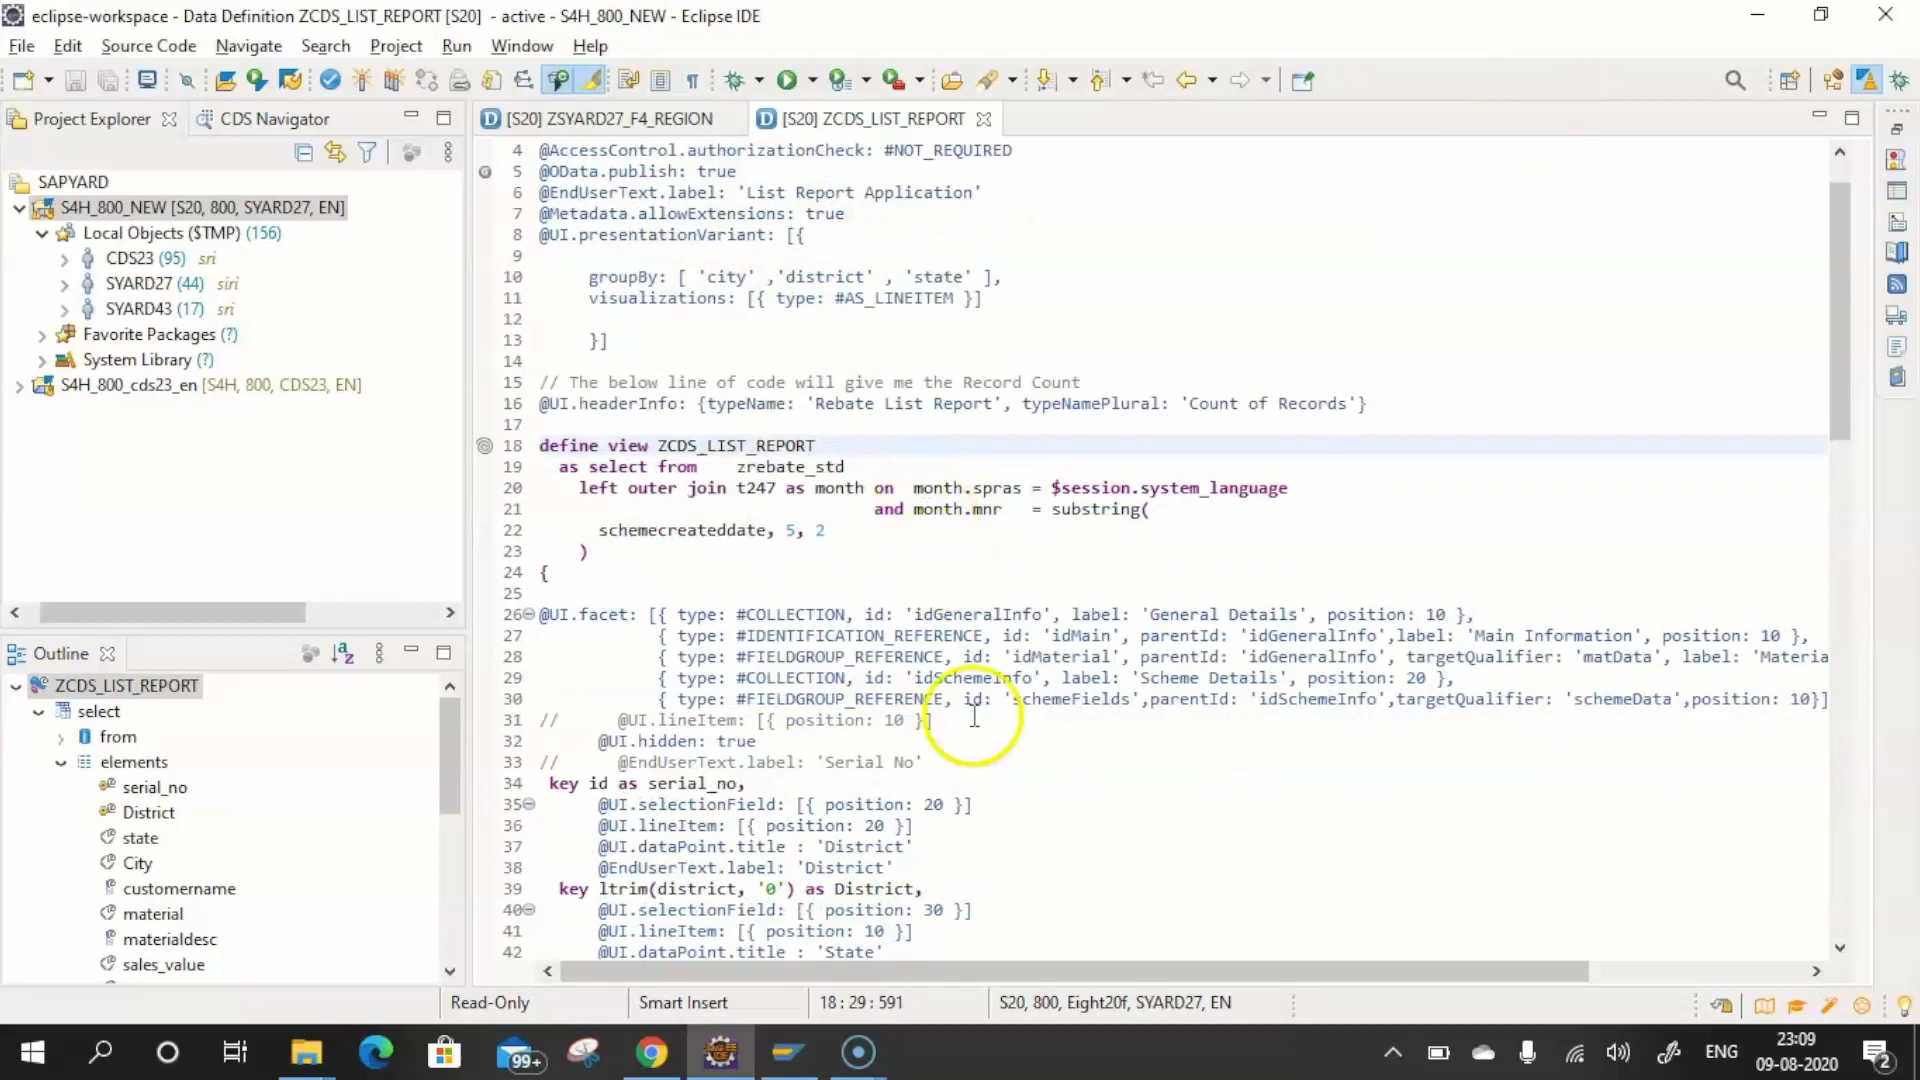 eclipse-workspace - Data Definition ZCDS_LIST_REPORT [S20]  - active - S4H_800_NEW - Eclipse IDE
File Edit Source Code Navigate Search Project Run Window Help
Project Explorer CDS Navigator
[S20] ZSYARD27_F4_REGION [S20] ZCDS_LIST_REPORT
SAPYARD
S4H_800_NEW [S20, 800, SYARD27, EN]
Local Objects ($TMP) (156)
CDS23 (95) sri
SYARD27 (44) siri
SYARD43 (17) sri
Favorite Packages (?)
System Library (?)
S4H_800_cds23_en [S4H, 800, CDS23, EN]
Outline
ZCDS_LIST_REPORT
select
from
elements
serial_no
District
state
City
customername
material
materialdesc
sales_value
4 @AccessControl.authorizationCheck: #NOT_REQUIRED
5 @OData.publish: true
6 @EndUserText.label: 'List Report Application'
7 @Metadata.allowExtensions: true
8 @UI.presentationVariant: [{
9
10 groupBy: [ 'city' ,'district' , 'state' ],
11 visualizations: [{ type: #AS_LINEITEM }]
12
13 }]
14
15 // The below line of code will give me the Record Count
16 @UI.headerInfo: {typeName: 'Rebate List Report', typeNamePlural: 'Count of Records'}
17
18 define view ZCDS_LIST_REPORT
19 as select from    zrebate_std
20 left outer join t247 as month on  month.spras = $session.system_language
21 and month.mnr   = substring(
22 schemecreateddate, 5, 2
23 )
24 {
25
26 @UI.facet: [{ type: #COLLECTION, id: 'idGeneralInfo', label: 'General Details', position: 10 },
27 { type: #IDENTIFICATION_REFERENCE, id: 'idMain', parentId: 'idGeneralInfo',label: 'Main Information', position: 10 },
28 { type: #FIELDGROUP_REFERENCE, id: 'idMaterial', parentId: 'idGeneralInfo', targetQualifier: 'matData', label: 'Materia
29 { type: #COLLECTION, id: 'idSchemeInfo', label: 'Scheme Details', position: 20 },
30 { type: #FIELDGROUP_REFERENCE, id: 'schemeFields',parentId: 'idSchemeInfo',targetQualifier: 'schemeData',position: 10}]
31 //      @UI.lineItem: [{ position: 10 }]
32 @UI.hidden: true
33 //      @EndUserText.label: 'Serial No'
34 key id as serial_no,
35 @UI.selectionField: [{ position: 20 }]
36 @UI.lineItem: [{ position: 20 }]
37 @UI.dataPoint.title : 'District'
38 @EndUserText.label: 'District'
39 key ltrim(district, '0') as District,
40 @UI.selectionField: [{ position: 30 }]
41 @UI.lineItem: [{ position: 10 }]
42 @UI.dataPoint.title : 'State'
Read-Only Smart Insert 18 : 29 : 591 S20, 800, Eight20f, SYARD27, EN
99+ ENG 23:09
09-08-2020 2